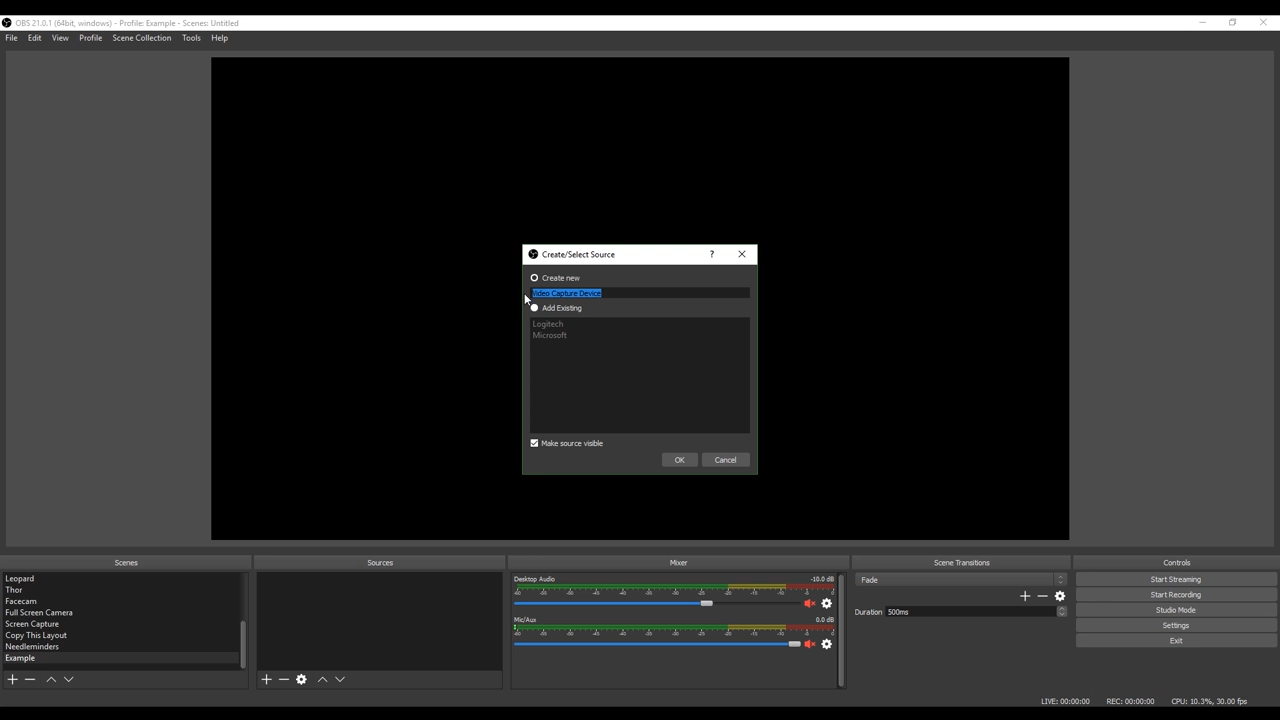 OBS 21.0.1 (64bit, windows) - Profile: Example - Scenes: Untitled
File Edit View Profile Scene Collection Tools Help
Create/Select Source ?
Create new
Video Capture Device
Add Existing
Logitech
Microsoft
Make source visible
OK Cancel
Scenes
Leopard
Thor
Facecam
Full Screen Camera
Screen Capture
Copy This Layout
Needleminders
Example
Sources
Mixer
Desktop Audio -10.0 dB
Mic/Aux 0.0 dB
Scene Transitions
Fade
Duration 500ms
Controls
Start Streaming
Start Recording
Studio Mode
Settings
Exit
LIVE: 00:00:00 REC: 00:00:00 CPU: 10.3%, 30.00 fps